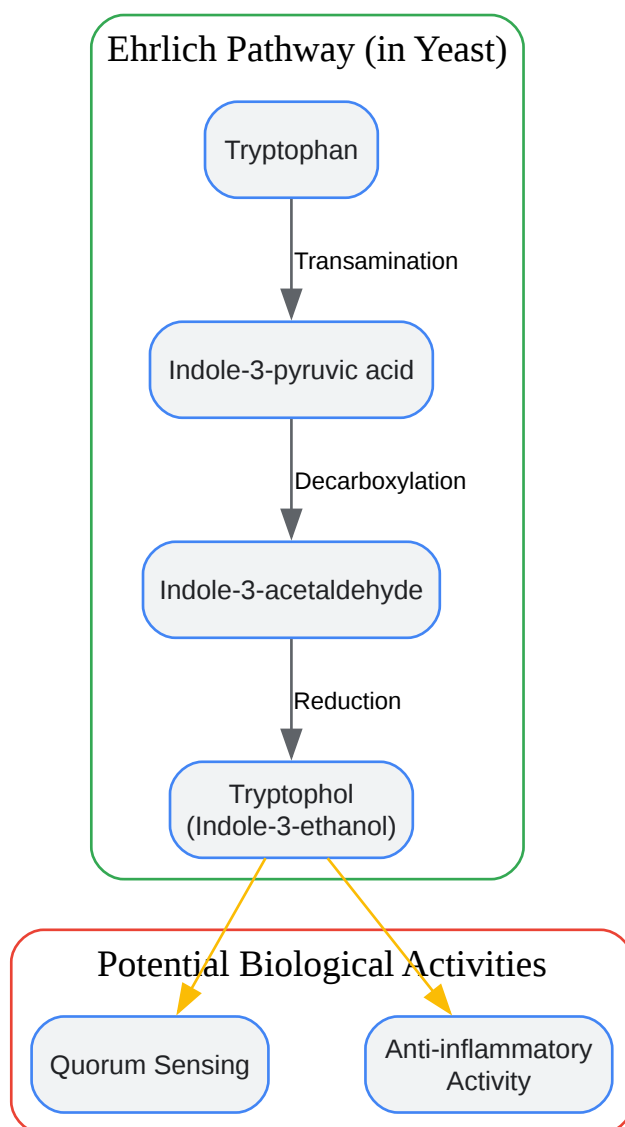 Ehrlich Pathway (in Yeast)
Tryptophan
Transamination
Indole-3-pyruvic acid
Decarboxylation
Indole-3-acetaldehyde
Reduction
Tryptophol
(Indole-3-ethanol)
Potential Biological Activities
Quorum Sensing
Anti-inflammatory
Activity